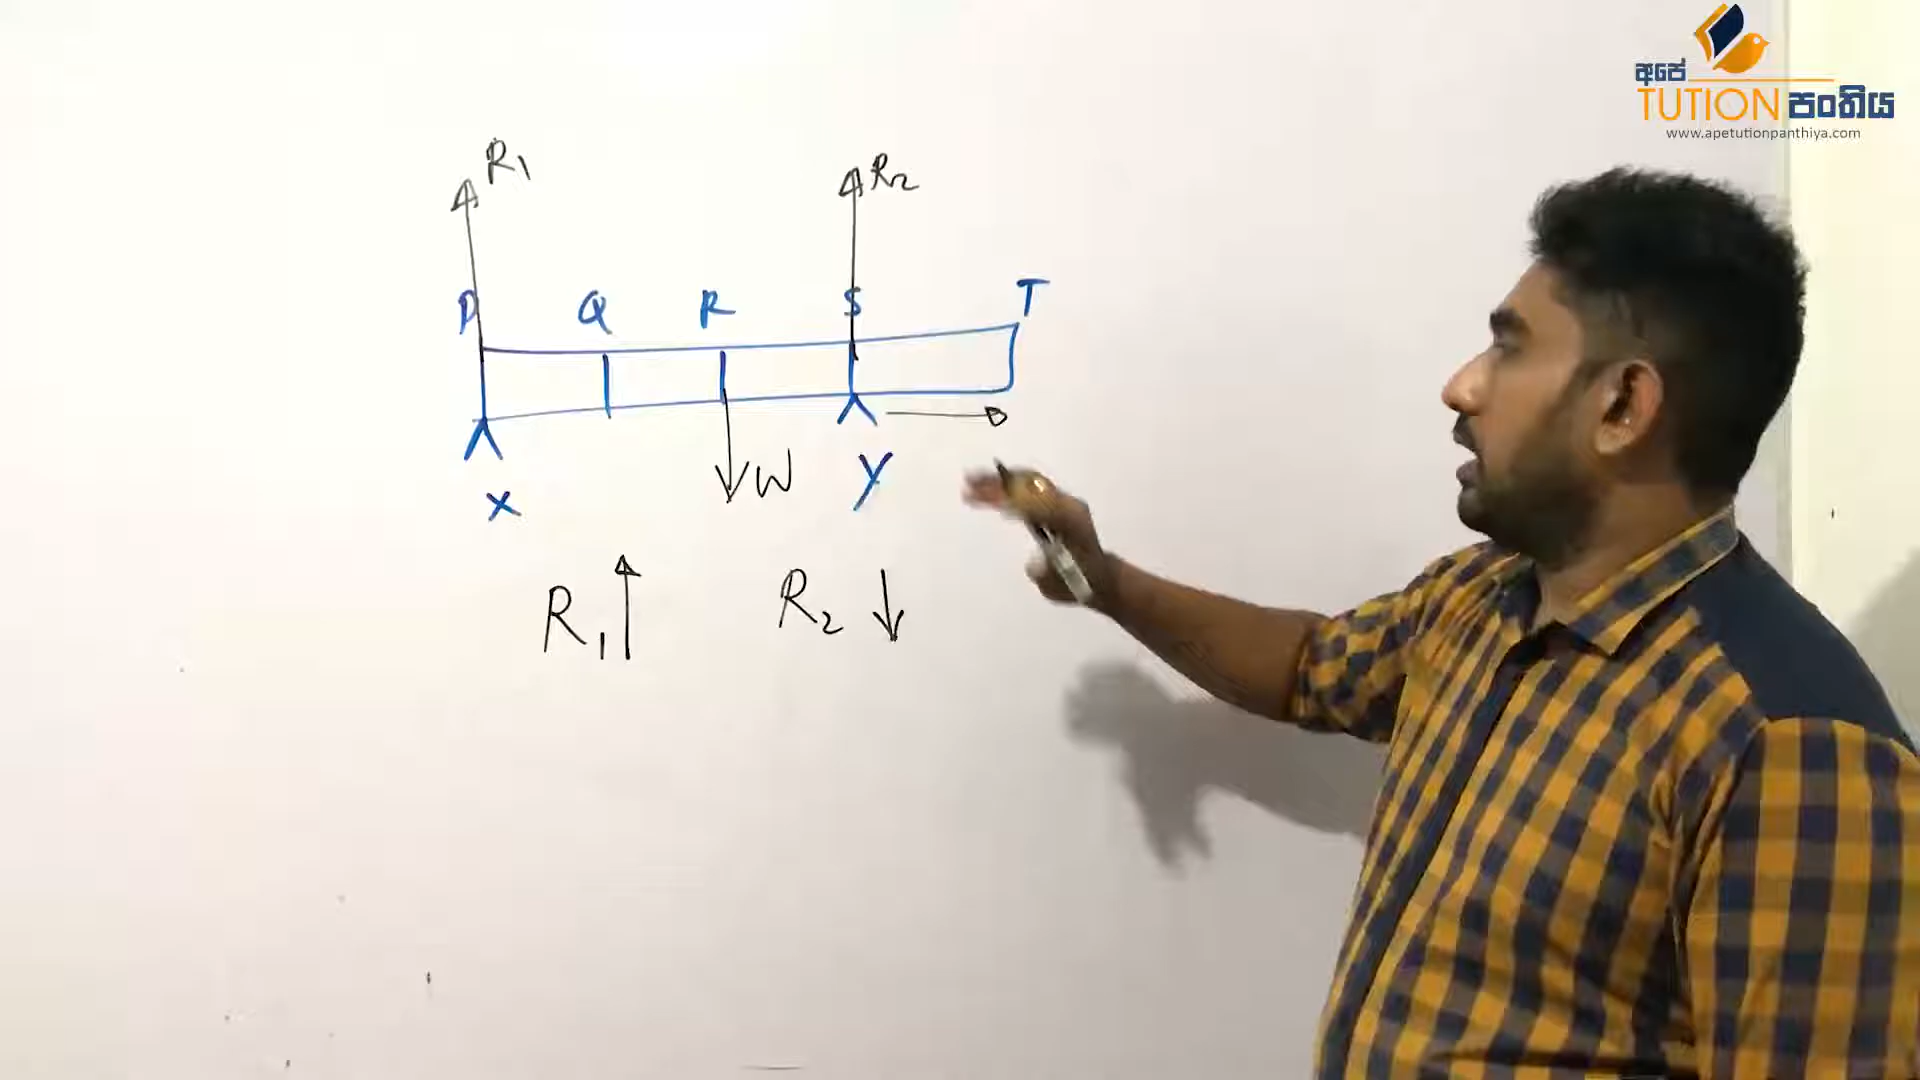 අපේ
TUTION පංතිය
www.apetutionpanthiya.com
R1 R2
P Q R S T
W
X Y
R1 R2